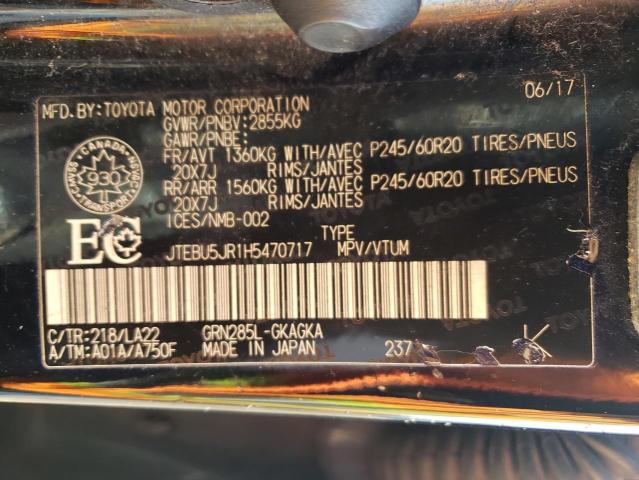 06/17
MFD. BY: TOYOTA MOTOR CORPORATION
GVWR/PNBV: 2855KG
GAWR/PNBE:
FR/AVT 1360KG WITH/AVEC P245/60R20 TIRES/PNEUS
20X7J RIMS/JANTES
RR/ARR 1560KG WITH/AVEC P245/60R20 TIRES/PNEUS
20X7J RIMS/JANTES
ICES/NMB-002
CANADA
930
TRANSPORT
EC
TYPE
JTEBU5JR1H5470717 MPV/VTUM
C/TR: 218/LA22 GRN285L-GKAGKA
A/TM: A01A/A750F MADE IN JAPAN 237 K